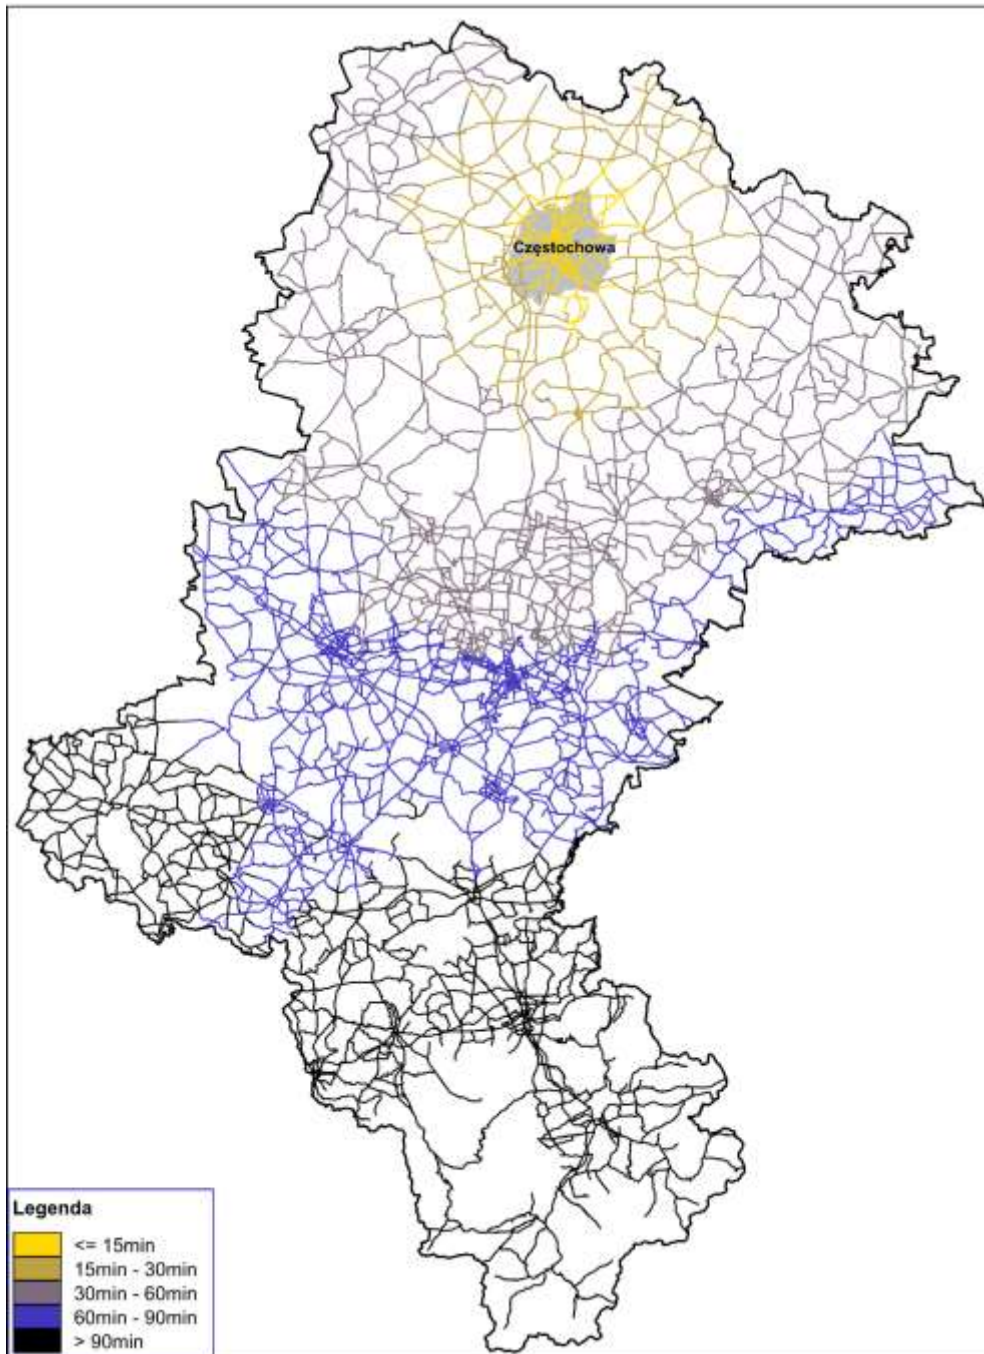 Częstochowa
Legenda
<= 15min
15min - 30min
30min - 60min
60min - 90min
> 90min